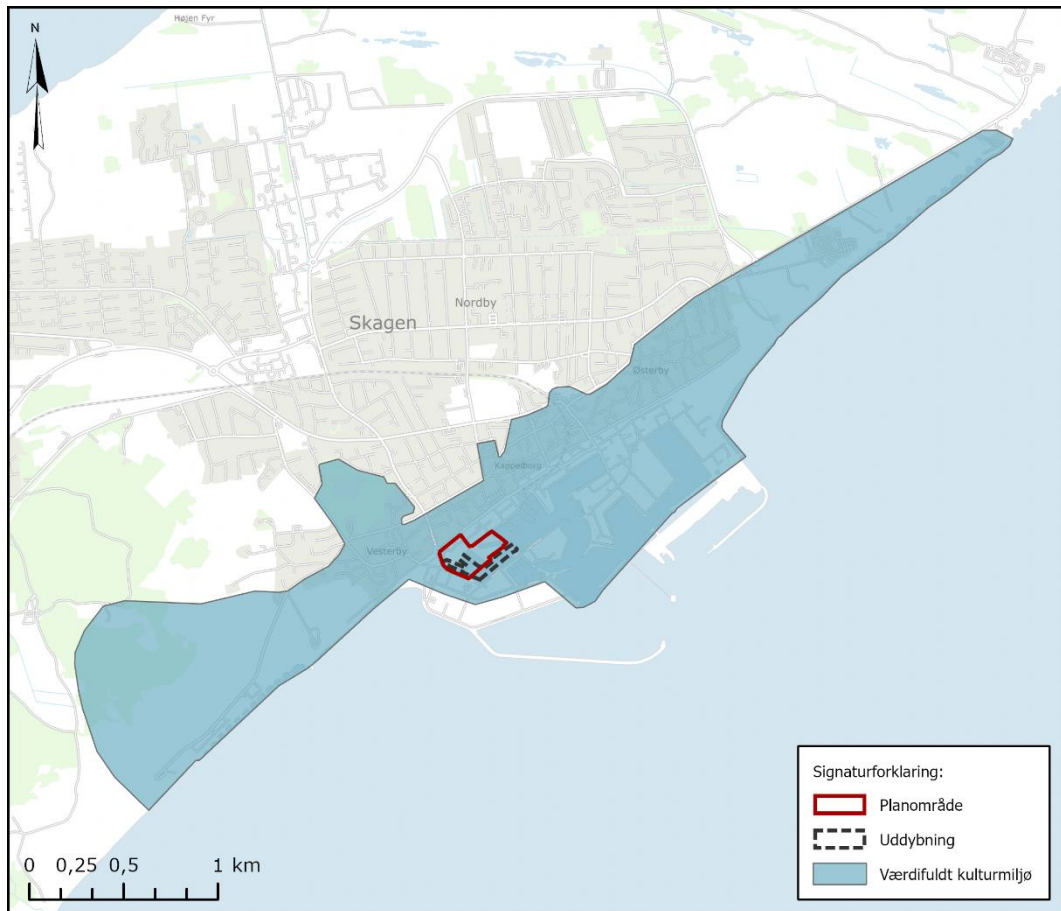 Højen Fyr
N
Nordby
Skagen
Østerby
Kappelborg
Vesterby
Signaturforklaring:
Planområde
Uddybning
Værdifuldt kulturmiljø
0 0,25 0,5 1 km